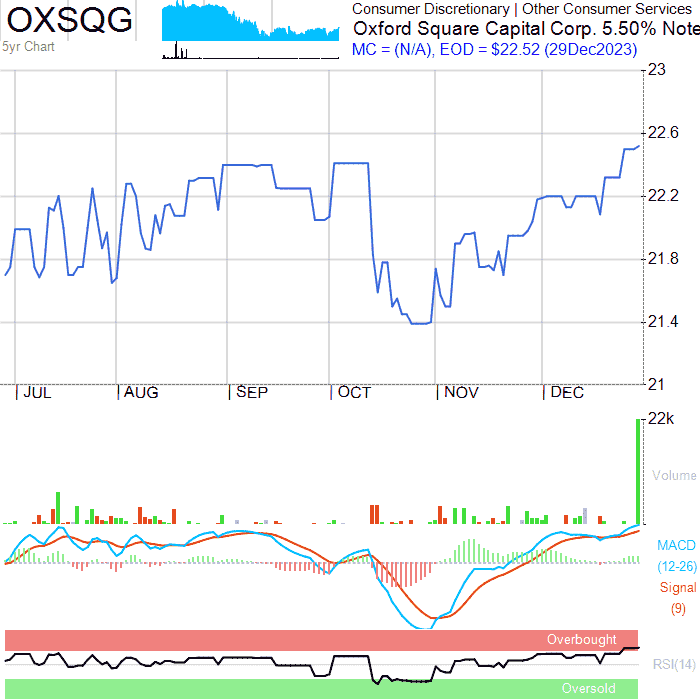 OXSQG
5yr Chart
Consumer Discretionary | Other Consumer Services
Oxford Square Capital Corp. 5.50% Note
MC = (N/A), EOD = $22.52 (29Dec2023)
23
22.6
22.2
21.8
21.4
21
JUL AUG SEP OCT NOV DEC
22k
Volume
MACD
(12-26)
Signal
(9)
Overbought
RSI(14)
Oversold